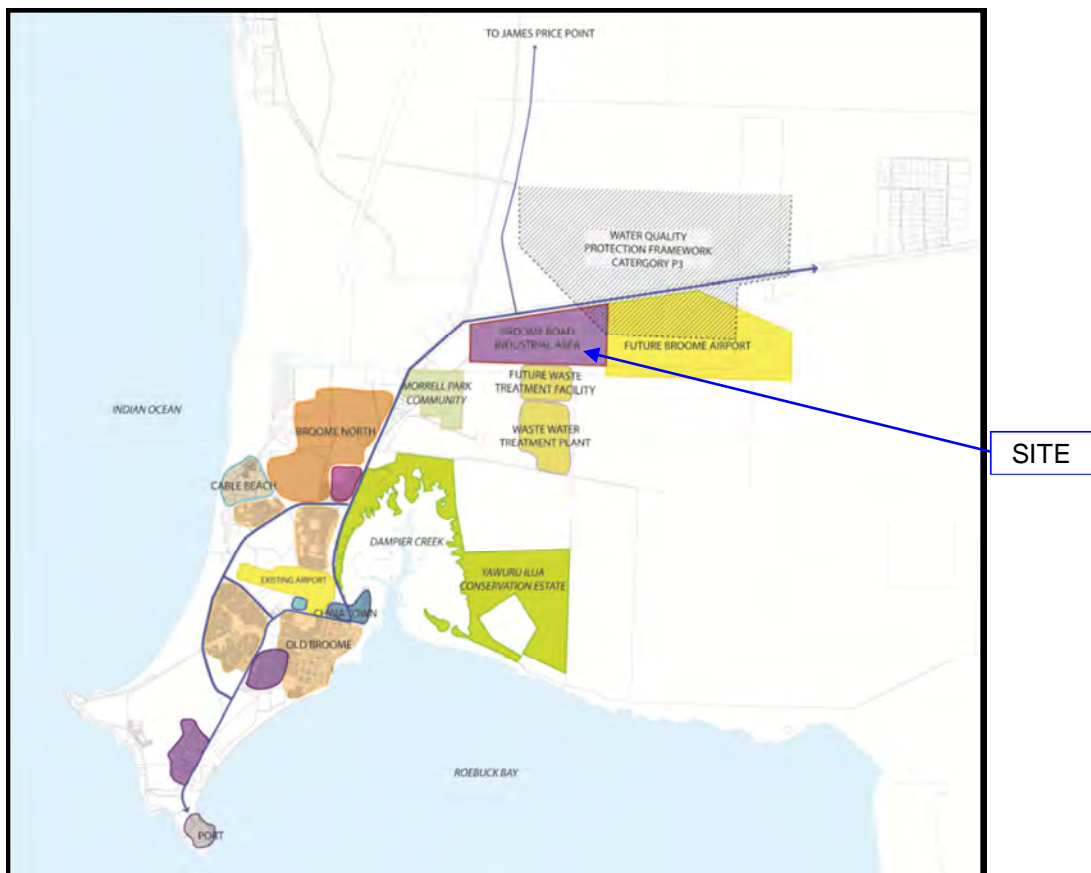 TO JAMES PRICE POINT
WATER QUALITY
PROTECTION FRAMEWORK
CATERGORY P3
BROOME ROAD
INDUSTRIAL AREA
FUTURE BROOME AIRPORT
FUTURE WASTE
TREATMENT FACILITY
MORRELL PARK
COMMUNITY
INDIAN OCEAN
BROOME NORTH
WASTE WATER
TREATMENT PLANT
SITE
CABLE BEACH
DAMPIER CREEK
YAWURU ILUA
CONSERVATION ESTATE
EXISTING AIRPORT
CHINATOWN
OLD BROOME
ROEBUCK BAY
PORT